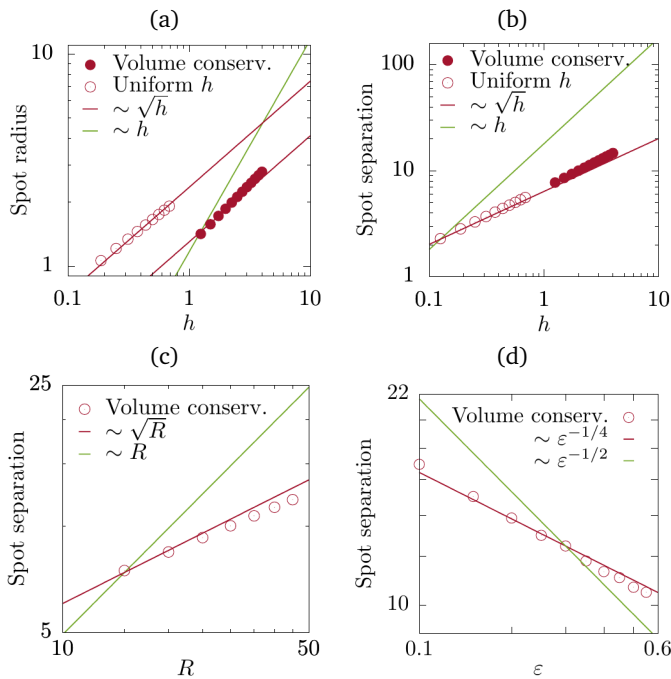 (a)
Spot radius
10
1
Volume conserv.
Uniform h
~ √h
~ h
0.1
1
10
h
(b)
Spot separation
100
10
1
Volume conserv.
Uniform h
~ √h
~ h
0.1
1
10
h
(c)
Spot separation
25
5
Volume conserv.
~ √R
~ R
10
50
R
(d)
Spot separation
22
10
Volume conserv.
~ ε^{-1/4}
~ ε^{-1/2}
0.1
0.6
ε